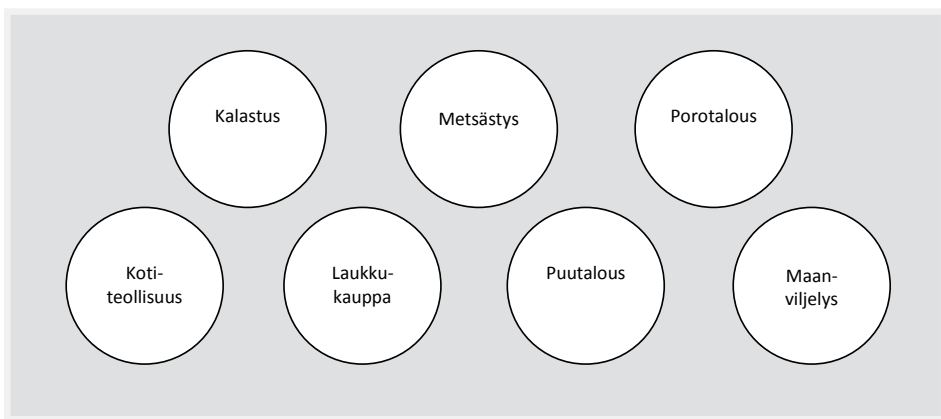 Kalastus
Metsästys
Porotalous
Koti-
teollisuus
Laukku-
kauppa
Puutalous
Maan-
viljelys